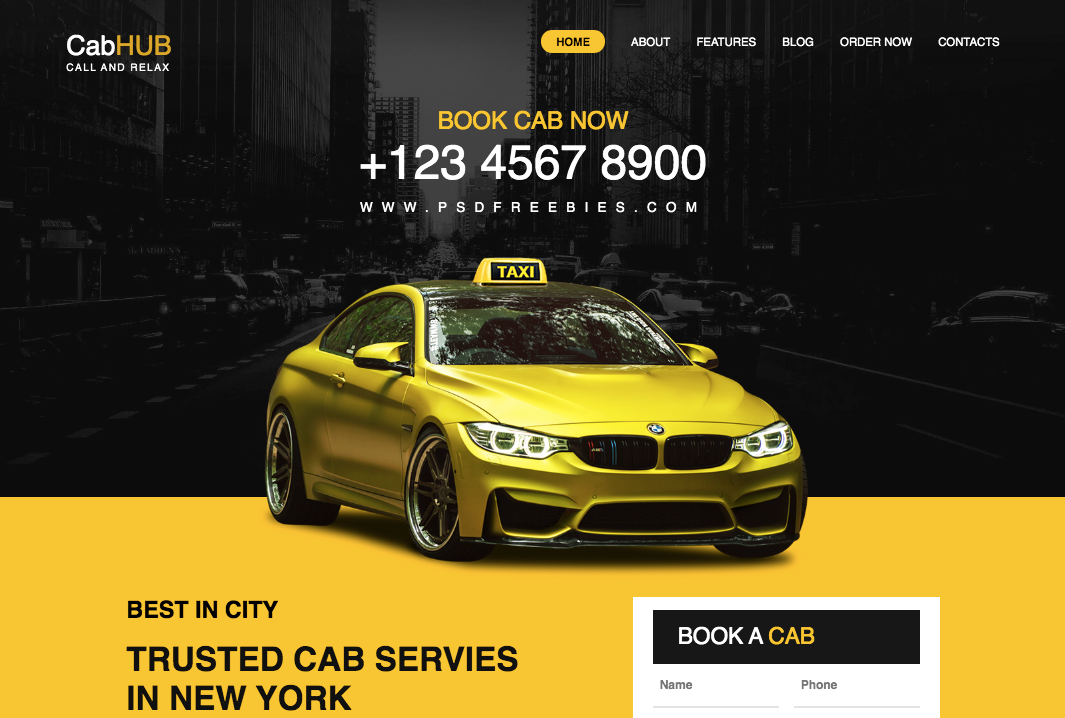 CabHUB
CALL AND RELAX
HOME ABOUT FEATURES BLOG ORDER NOW CONTACTS
BOOK CAB NOW
+123 4567 8900
WWW.PSDFREEBIES.COM
TAXI
BEST IN CITY
TRUSTED CAB SERVIES
IN NEW YORK
BOOK A CAB
Name Phone